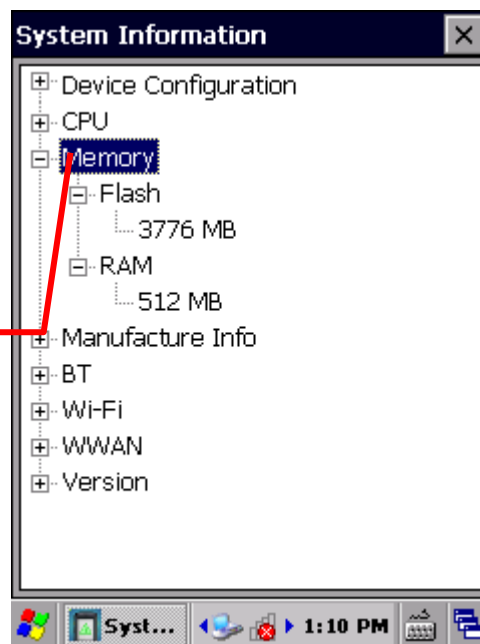 System Information
Device Configuration
CPU
Memory
Flash
3776 MB
RAM
512 MB
Manufacture Info
BT
Wi-Fi
WWAN
Version
Syst... 1:10 PM